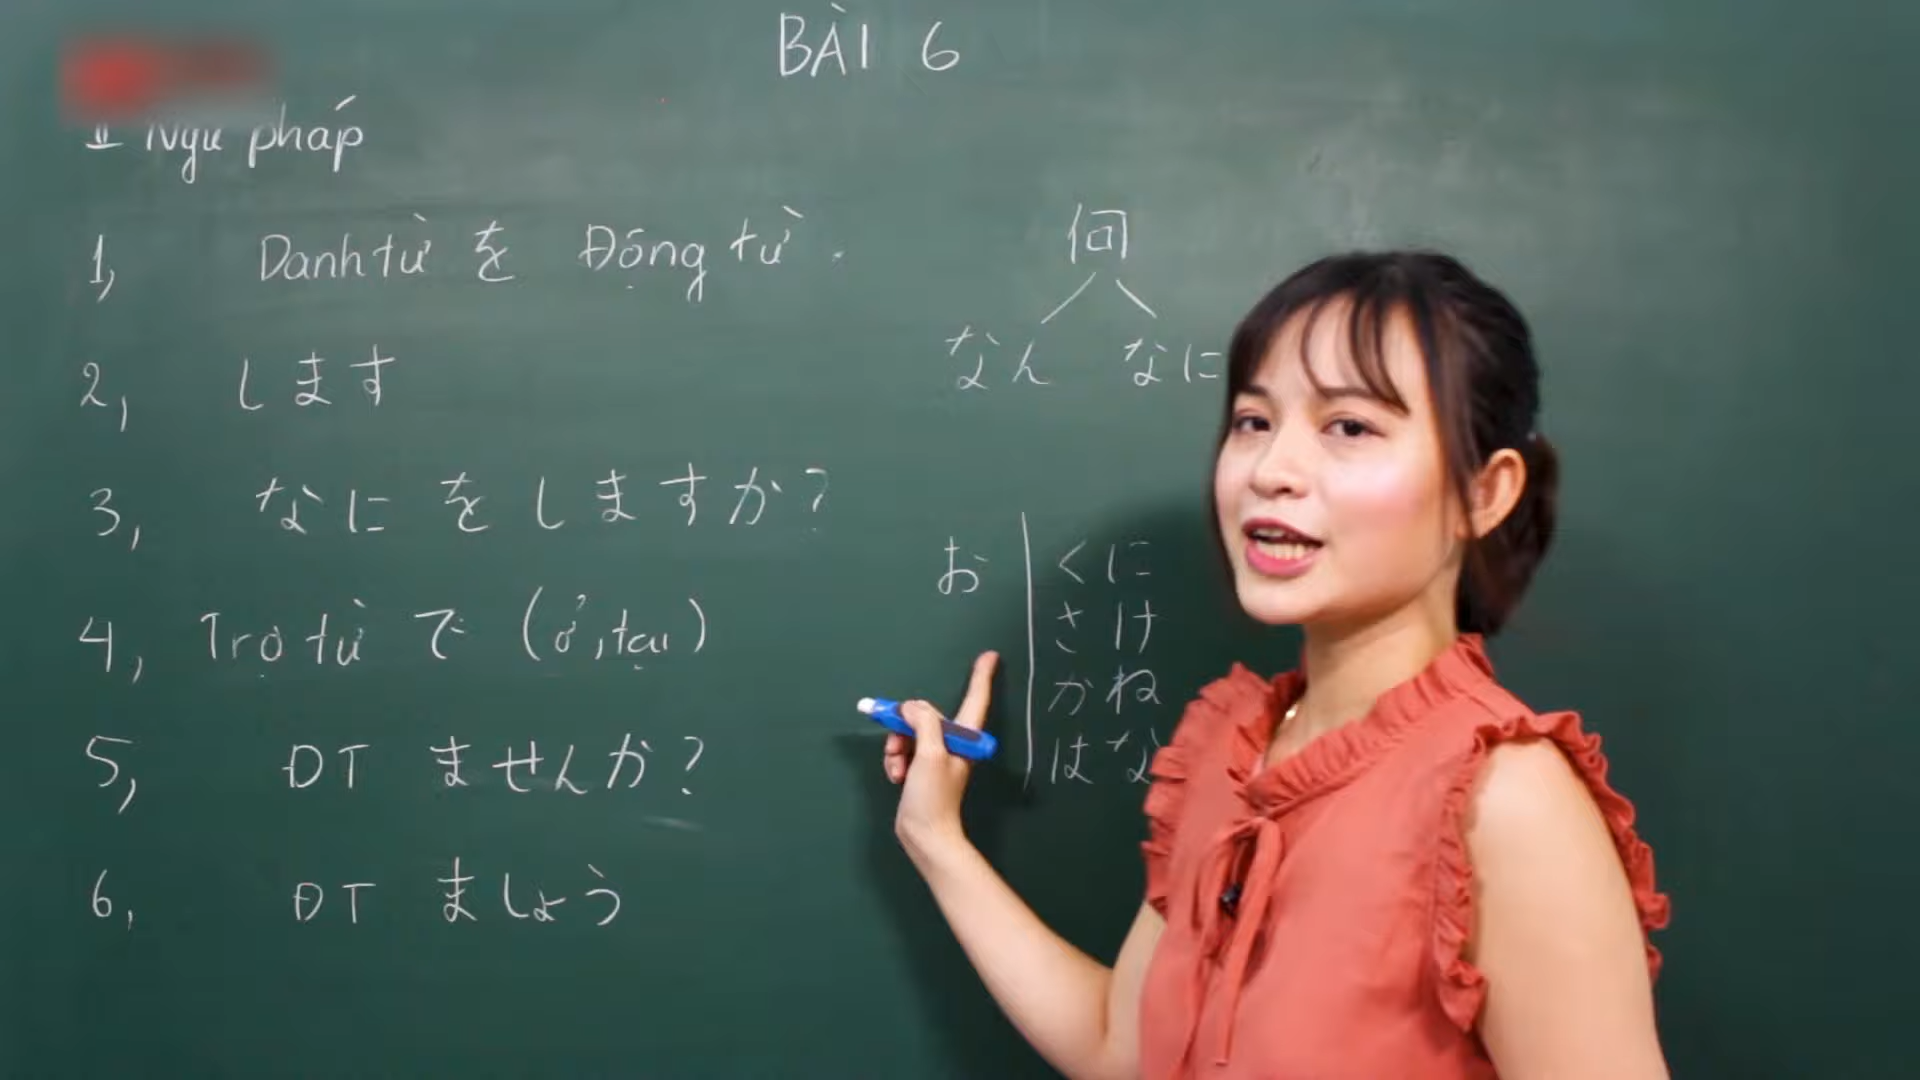 BÀI 6
II Ngữ pháp
1, Danh từ を Động từ.
2, します
3, なにをしますか?
4, Trợ từ で (ở, tại)
5, ĐT ませんか?
6, ĐT ましょう
何
なん なに
お
くに
さけ
かね
はな